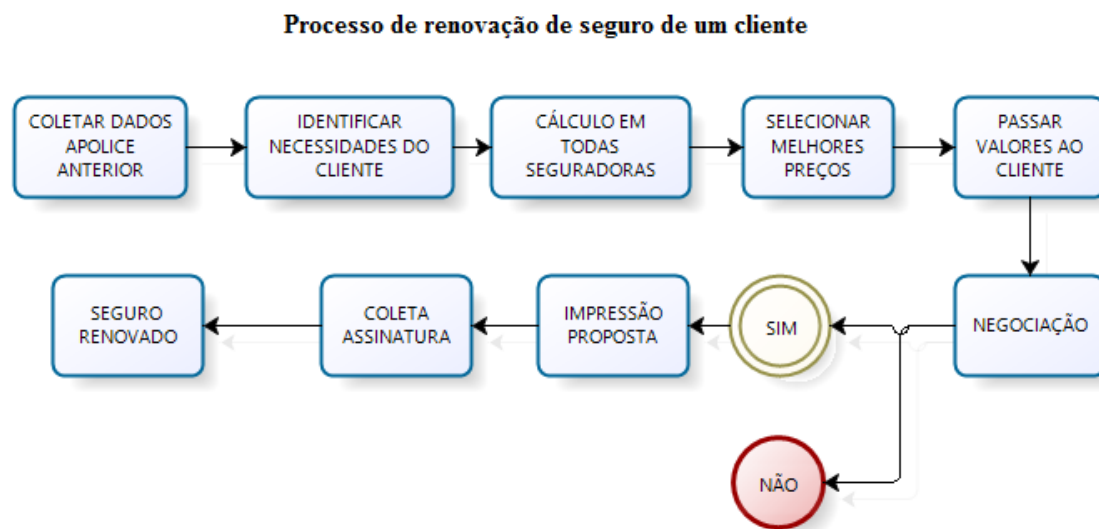 Processo de renovação de seguro de um cliente
COLETAR DADOS
APOLICE
ANTERIOR
IDENTIFICAR
NECESSIDADES DO
CLIENTE
CÁLCULO EM
TODAS
SEGURADORAS
SELECIONAR
MELHORES
PREÇOS
PASSAR
VALORES AO
CLIENTE
NEGOCIAÇÃO
SIM
IMPRESSÃO
PROPOSTA
COLETA
ASSINATURA
SEGURO
RENOVADO
NÃO